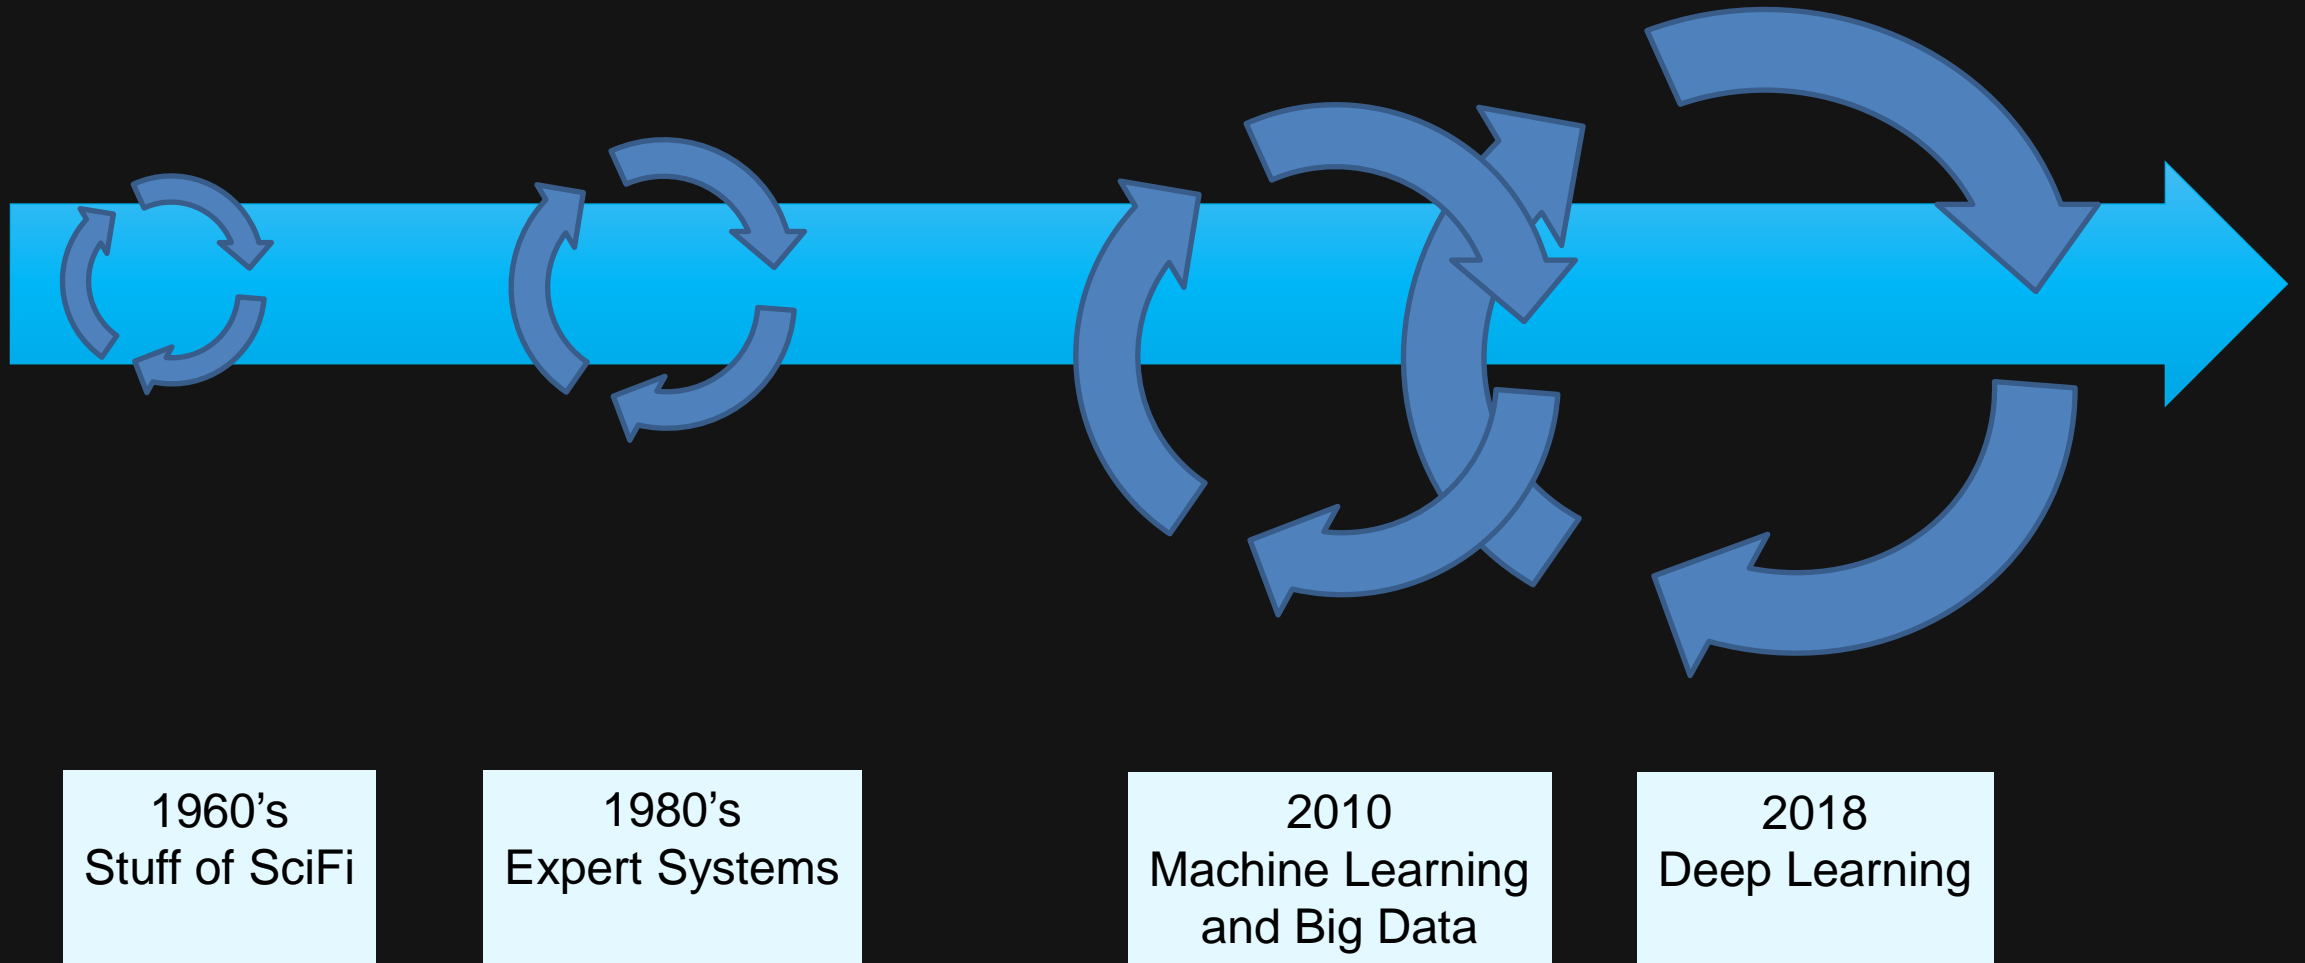 1960’s
Stuff of SciFi
1980’s
Expert Systems
2010
Machine Learning
and Big Data
2018
Deep Learning